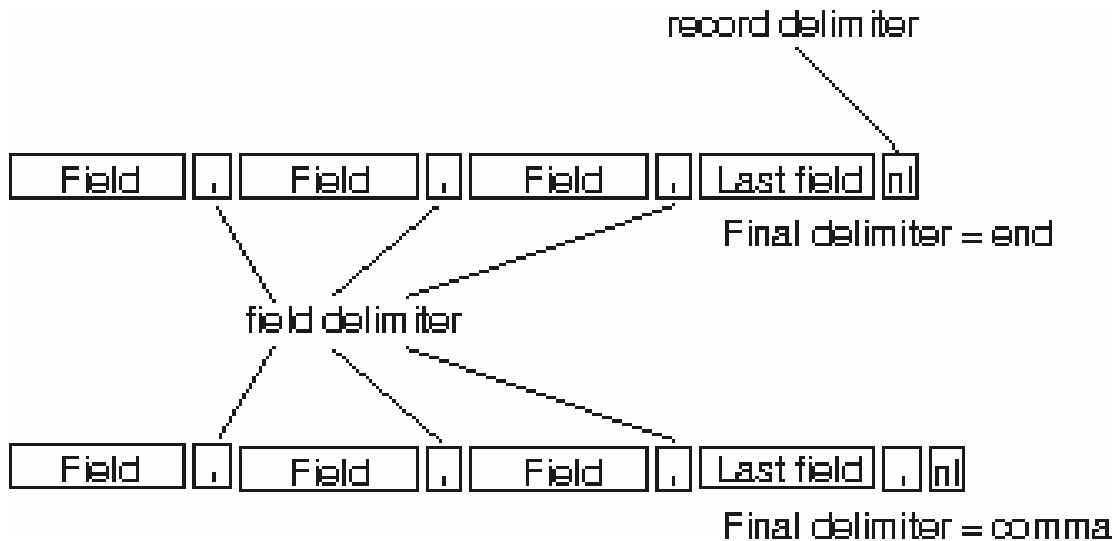 record delimiter
Field , Field , Field , Last field nl
Final delimiter = end
field delimiter
Field , Field , Field , Last field , nl
Final delimiter = comma